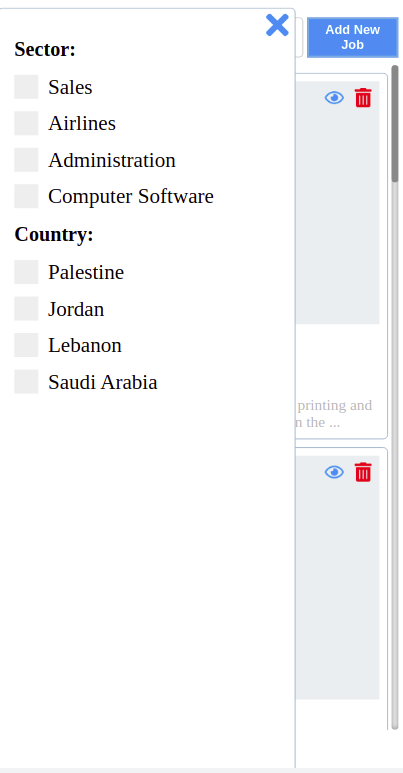 Add New
Job
Sector:
Sales
Airlines
Administration
Computer Software
Country:
Palestine
Jordan
Lebanon
Saudi Arabia
printing and
n the ...